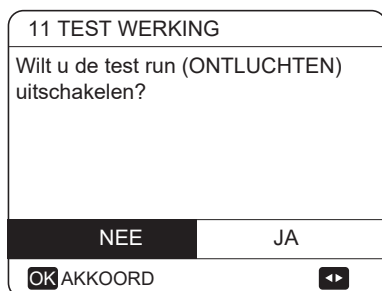 11 TEST WERKING
Wilt u de test run (ONTLUCHTEN)
uitschakelen?
NEE JA
OK AKKOORD